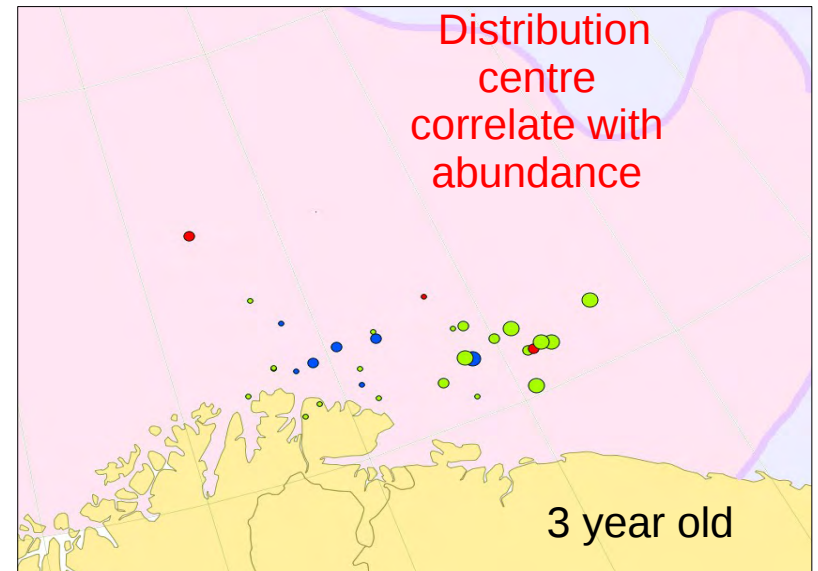 Distribution
centre
correlate with
abundance
3 year old